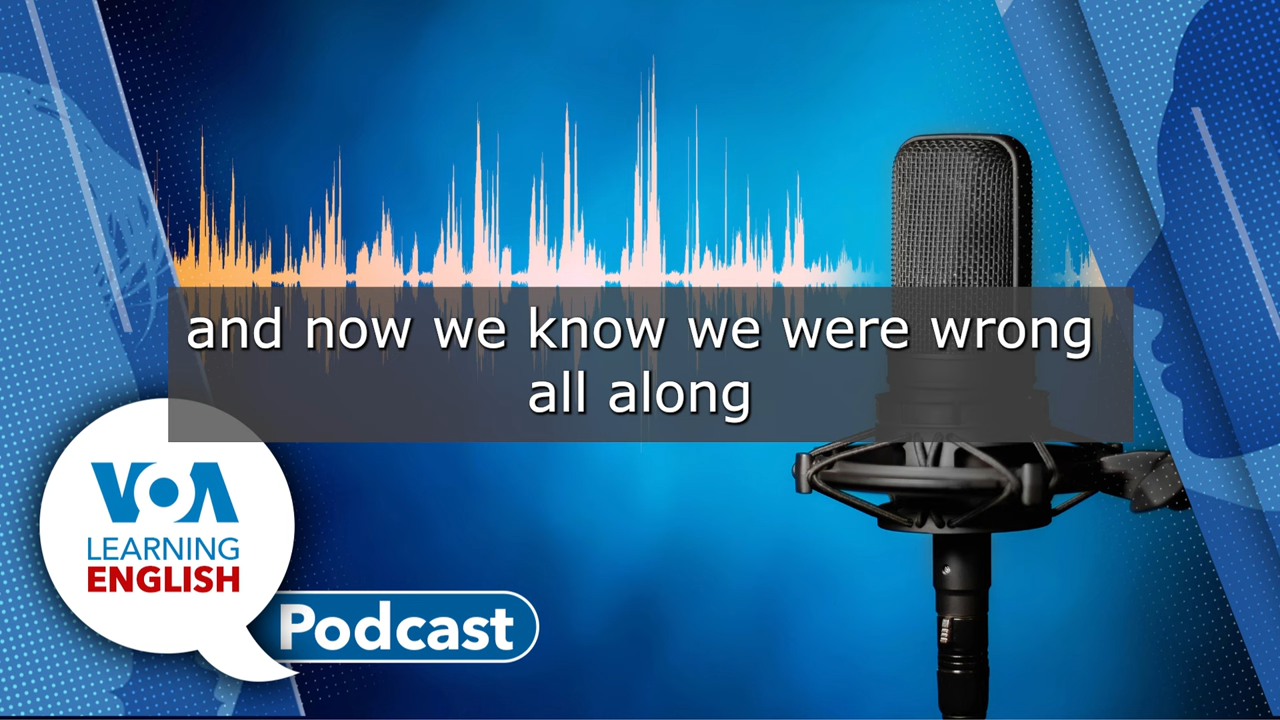 and now we know we were wrong
all along
VOA
LEARNING
ENGLISH
Podcast